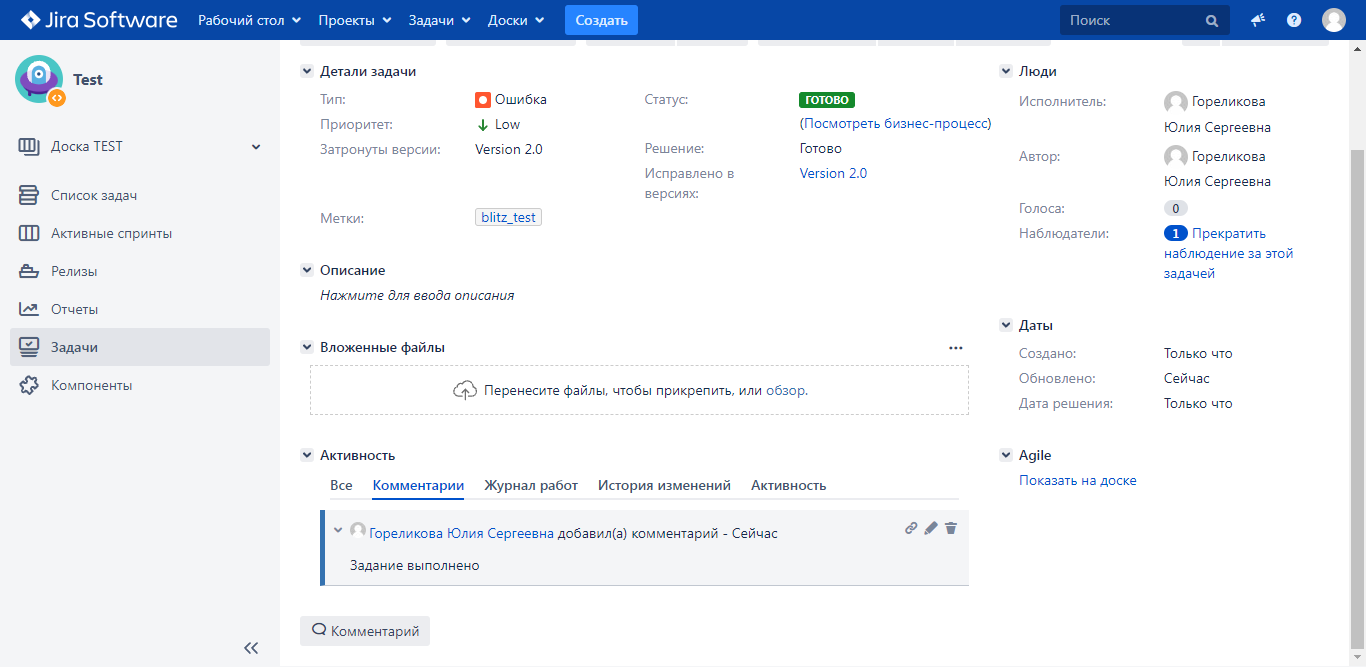 Jira Software Рабочий стол Проекты Задачи Доски Создать Поиск
Test
Доска TEST
Список задач
Активные спринты
Релизы
Отчеты
Задачи
Компоненты
Детали задачи
Тип: Ошибка
Приоритет: Low
Затронуты версии: Version 2.0
Метки: blitz_test
Статус: ГОТОВО
(Посмотреть бизнес-процесс)
Решение: Готово
Исправлено в Version 2.0
версиях:
Описание
Нажмите для ввода описания
Вложенные файлы
Перенесите файлы, чтобы прикрепить, или обзор.
Активность
Все Комментарии Журнал работ История изменений Активность
Гореликова Юлия Сергеевна добавил(а) комментарий - Сейчас
Задание выполнено
Комментарий
Люди
Исполнитель: Гореликова
Юлия Сергеевна
Автор: Гореликова
Юлия Сергеевна
Голоса: 0
Наблюдатели: 1 Прекратить
наблюдение за этой
задачей
Даты
Создано: Только что
Обновлено: Сейчас
Дата решения: Только что
Agile
Показать на доске